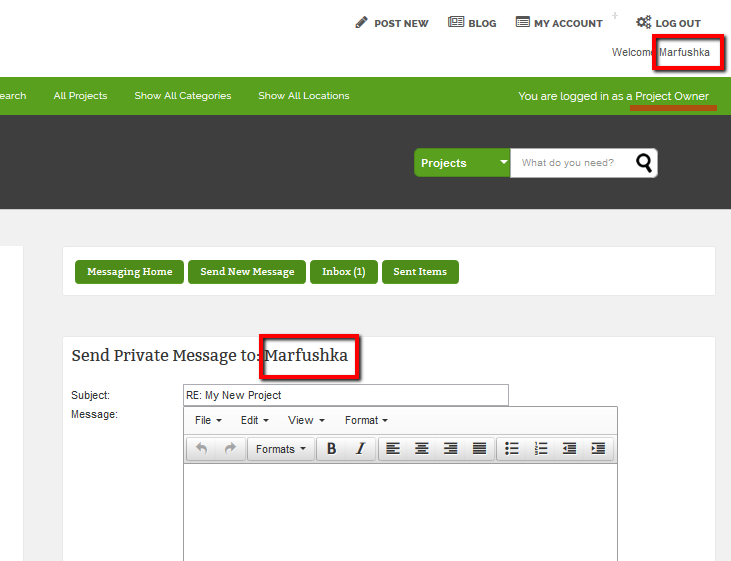 POST NEW BLOG MY ACCOUNT LOG OUT
Welcome Marfushka
earch All Projects Show All Categories Show All Locations You are logged in as a Project Owner
Projects What do you need?
Messaging Home Send New Message Inbox (1) Sent Items
Send Private Message to: Marfushka
Subject: RE: My New Project
Message:
File Edit View Format
Formats B I